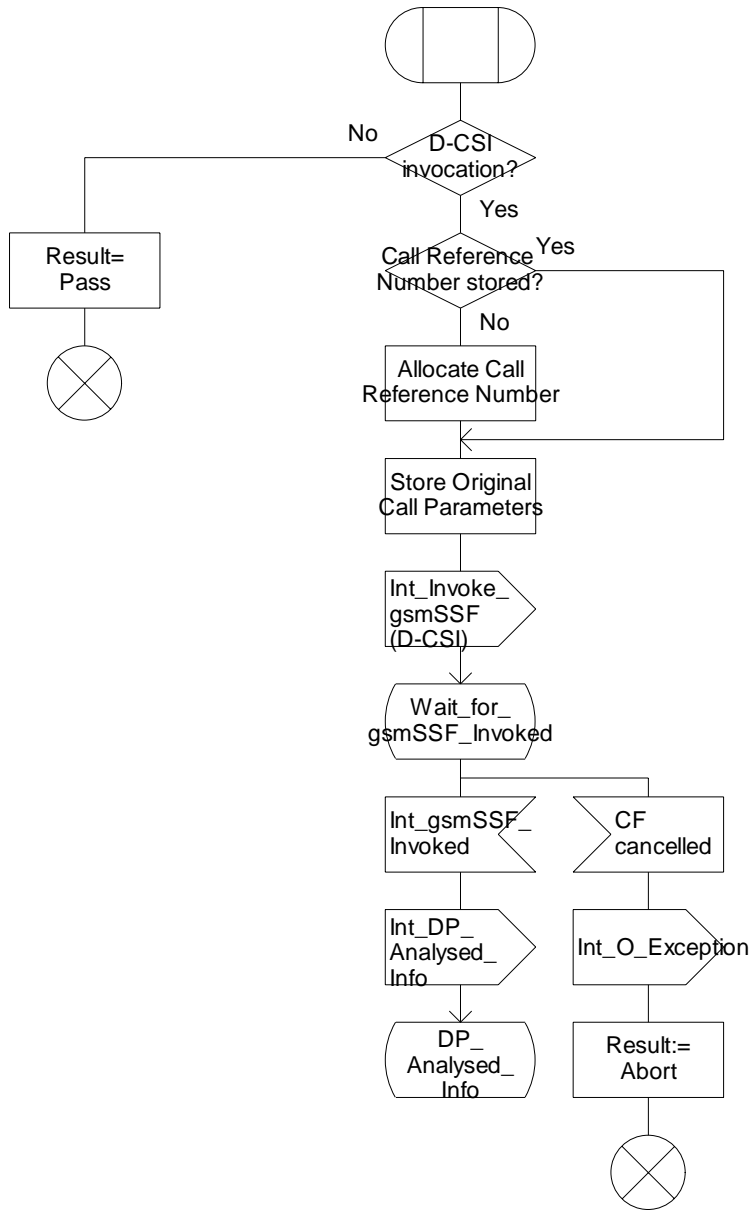 No
D-CSI
invocation?
Yes
Result=
Pass
Call Reference
Number stored?
Yes
No
Allocate Call
Reference Number
Store Original
Call Parameters
Int_Invoke_
gsmSSF
(D-CSI)
Wait_for_
gsmSSF_Invoked
Int_gsmSSF_
Invoked
CF
cancelled
Int_DP_
Analysed_
Info
Int_O_Exception
DP_
Analysed_
Info
Result:=
Abort